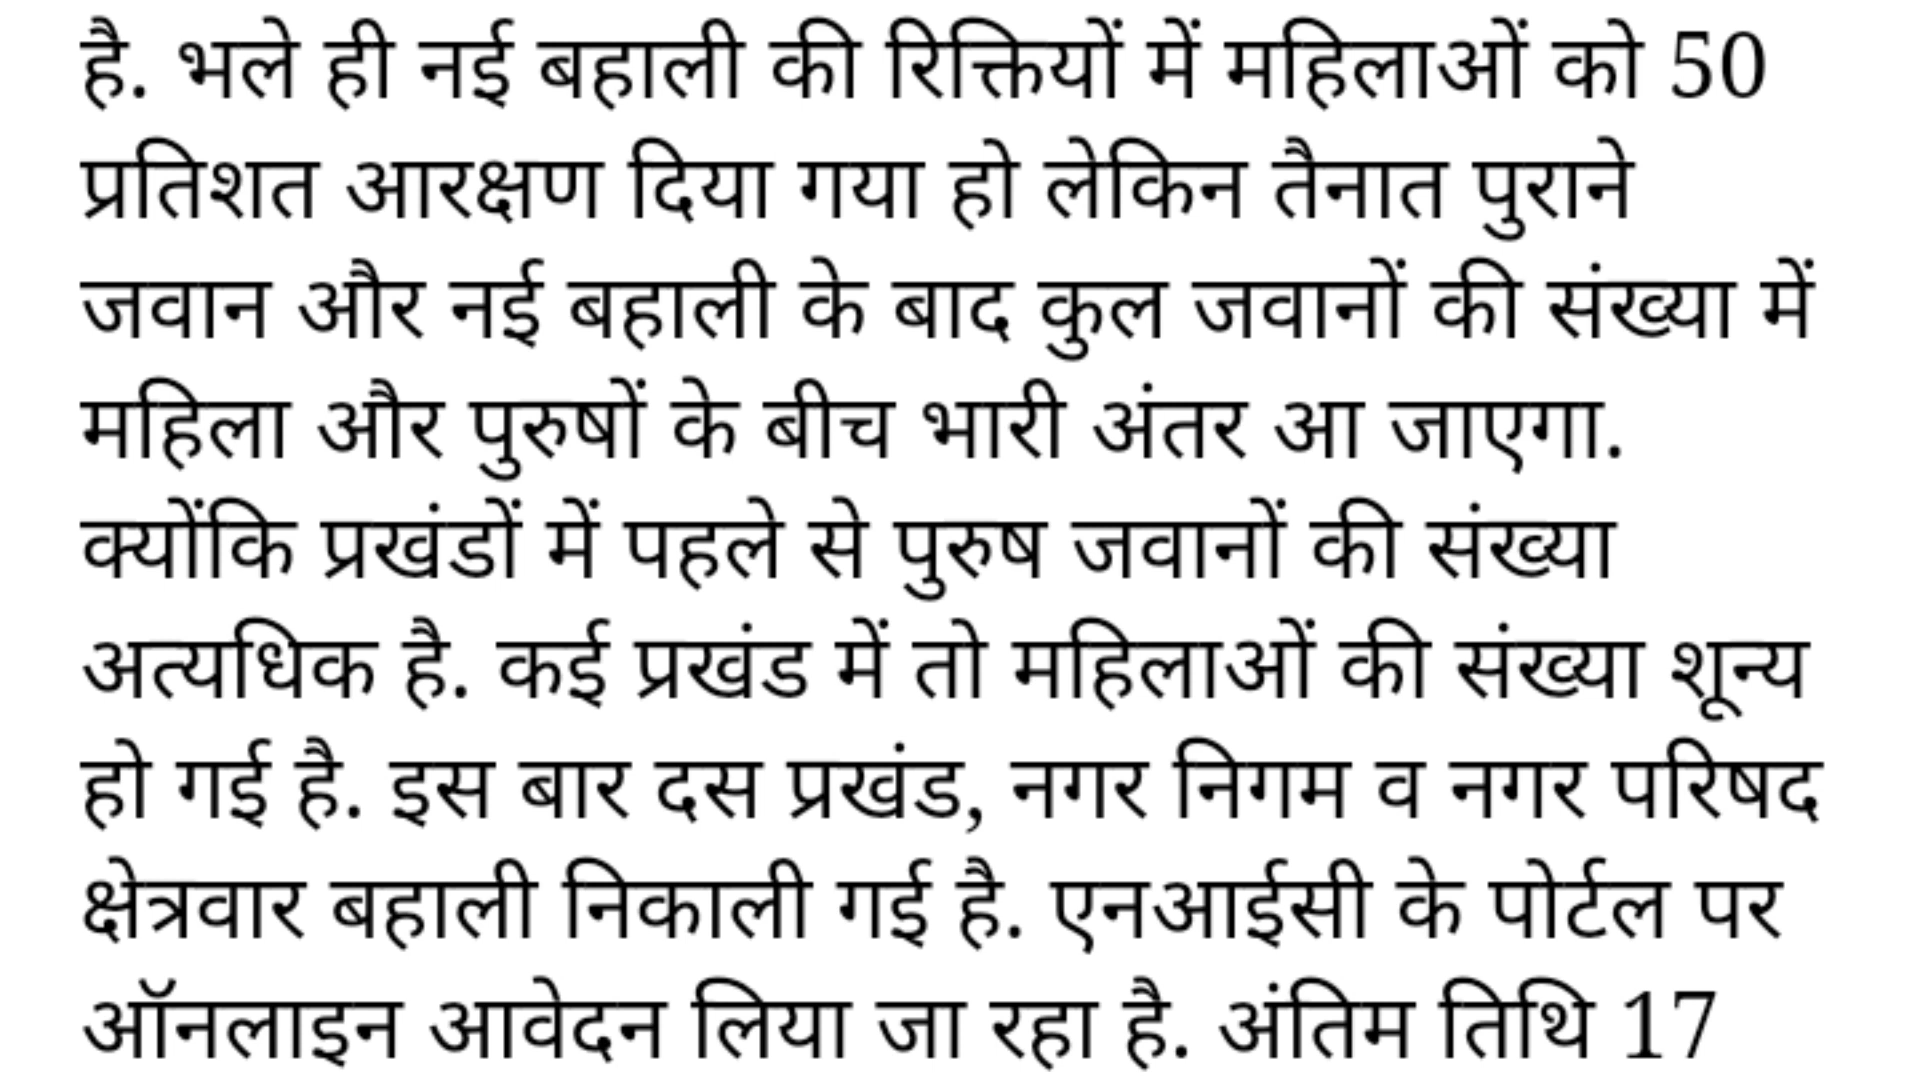 है. भले ही नई बहाली की रिक्तियों में महिलाओं को 50
प्रतिशत आरक्षण दिया गया हो लेकिन तैनात पुराने
जवान और नई बहाली के बाद कुल जवानों की संख्या में
महिला और पुरुषों के बीच भारी अंतर आ जाएगा.
क्योंकि प्रखंडों में पहले से पुरुष जवानों की संख्या
अत्यधिक है. कई प्रखंड में तो महिलाओं की संख्या शून्य
हो गई है. इस बार दस प्रखंड, नगर निगम व नगर परिषद
क्षेत्रवार बहाली निकाली गई है. एनआईसी के पोर्टल पर
ऑनलाइन आवेदन लिया जा रहा है. अंतिम तिथि 17